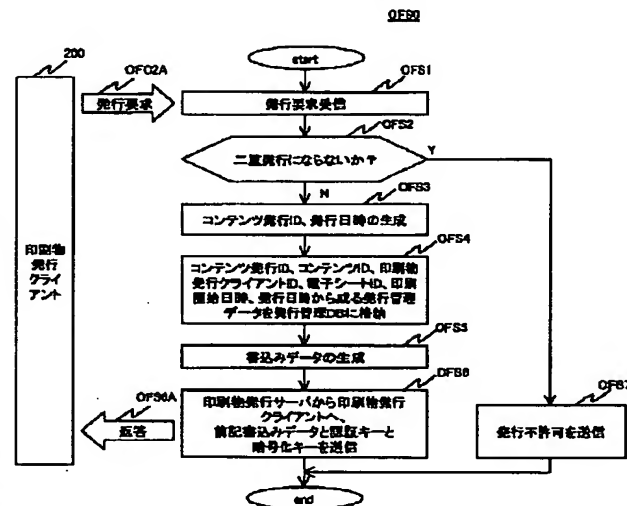 OFS0
200
start
OFC2A
OFS1
発行要求
発行要求受信
OFS2
二重発行にならないか？
Y
N
OFS3
コンテンツ発行ID、発行日時の生成
OFS4
印刷物
発行
クライ
アント
コンテンツ発行ID、コンテンツID、印刷物
発行クライアントID、電子シートID、印刷
開始日時、発行日時から成る発行管理
データを発行管理DBに格納
OFS5
書込みデータの生成
OFS6A
OFS6
OFS7
返答
印刷物発行サーバから印刷物発行
クライアントへ、
前記書込みデータと認証キーと
暗号化キーを送信
発行不許可を送信
end